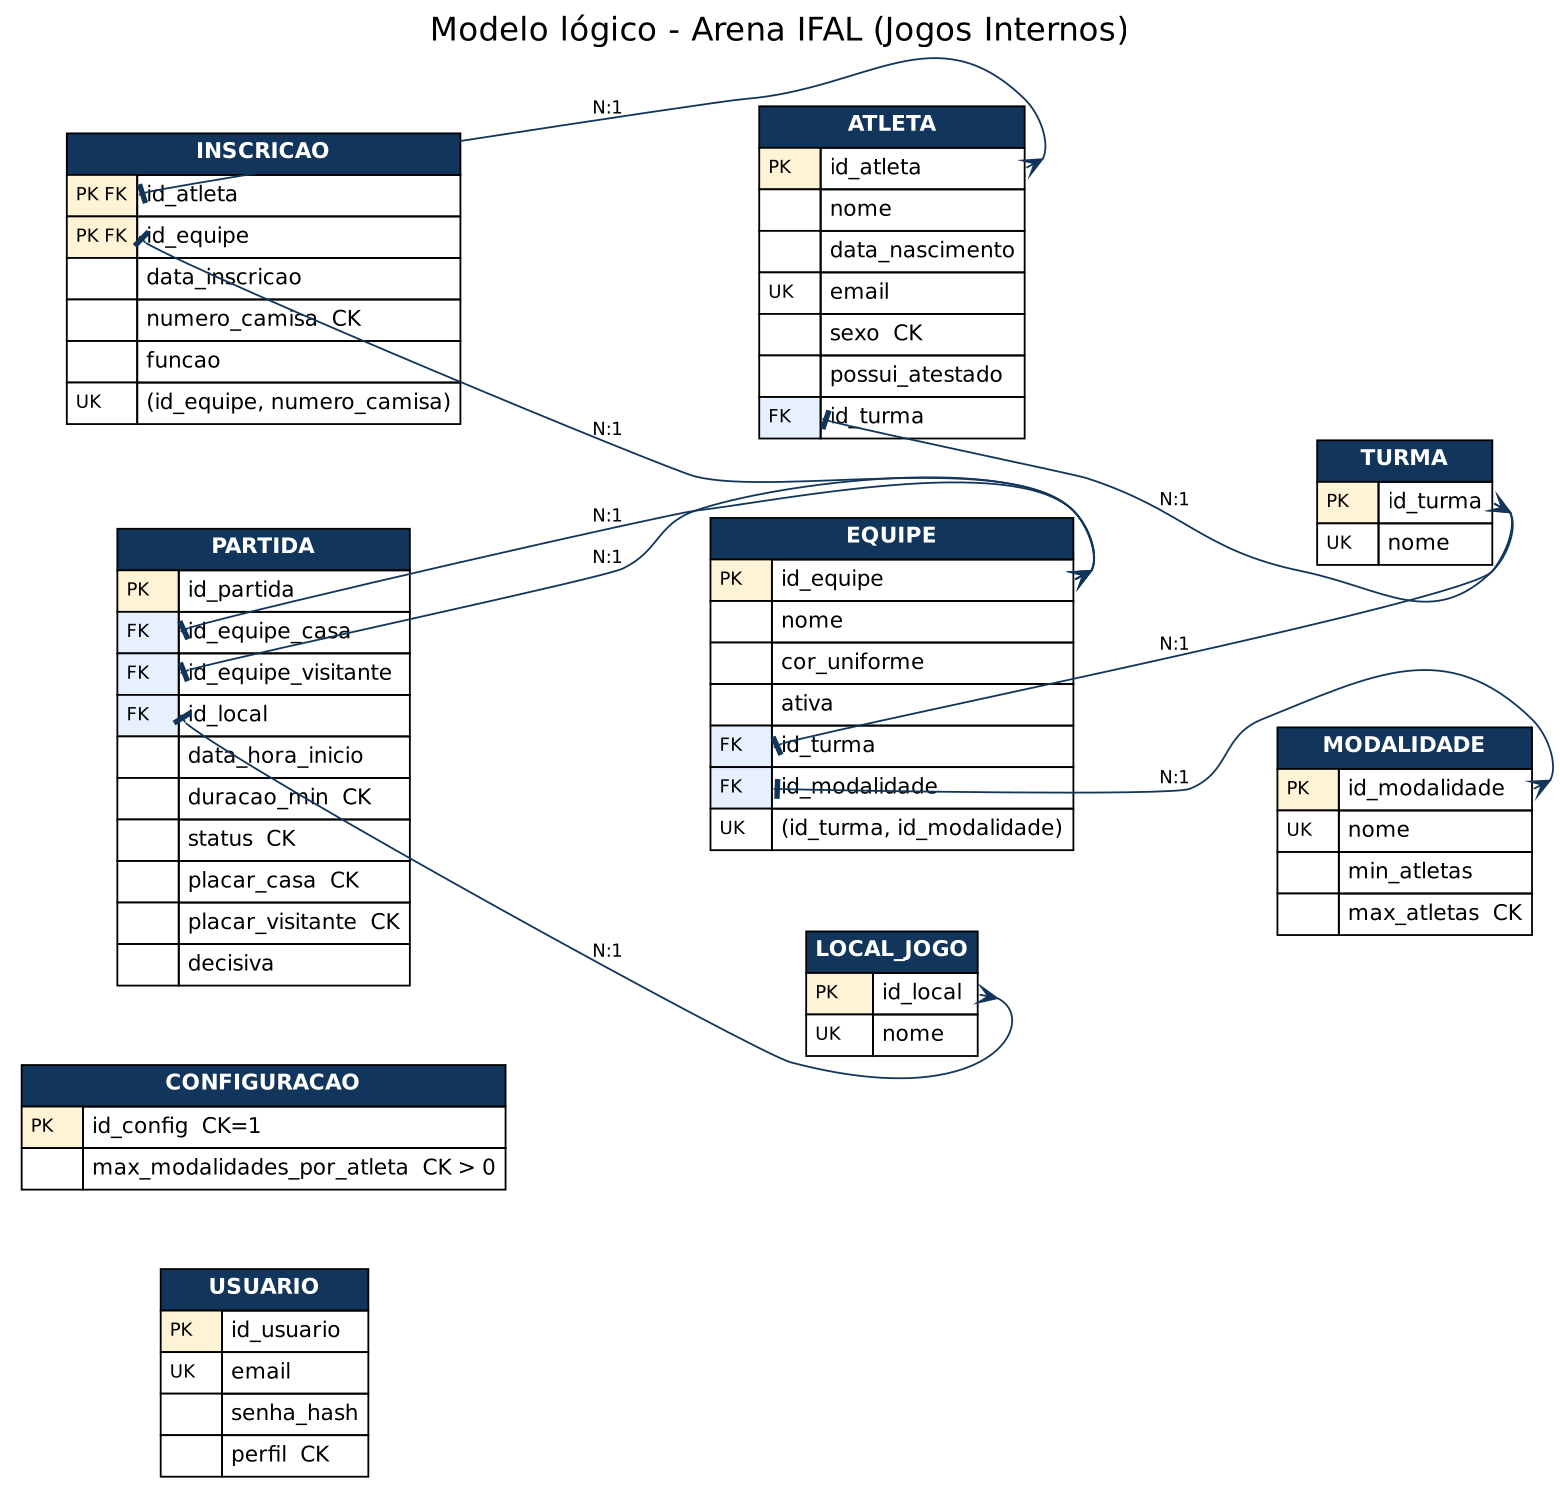 Modelo lógico - Arena IFAL (Jogos Internos)
INSCRICAO
PK FK id_atleta
PK FK id_equipe
data_inscricao
numero_camisa CK
funcao
UK (id_equipe, numero_camisa)
N:1
ATLETA
PK id_atleta
nome
data_nascimento
UK email
sexo CK
possui_atestado
FK id_turma
N:1
N:1
TURMA
PK id_turma
UK nome
PARTIDA
PK id_partida
FK id_equipe_casa
FK id_equipe_visitante
FK id_local
data_hora_inicio
duracao_min CK
status CK
placar_casa CK
placar_visitante CK
decisiva
N:1
N:1
EQUIPE
PK id_equipe
nome
cor_uniforme
ativa
FK id_turma
FK id_modalidade
UK (id_turma, id_modalidade)
N:1
N:1
MODALIDADE
PK id_modalidade
UK nome
min_atletas
max_atletas CK
N:1
LOCAL_JOGO
PK id_local
UK nome
CONFIGURACAO
PK id_config CK=1
max_modalidades_por_atleta CK > 0
USUARIO
PK id_usuario
UK email
senha_hash
perfil CK